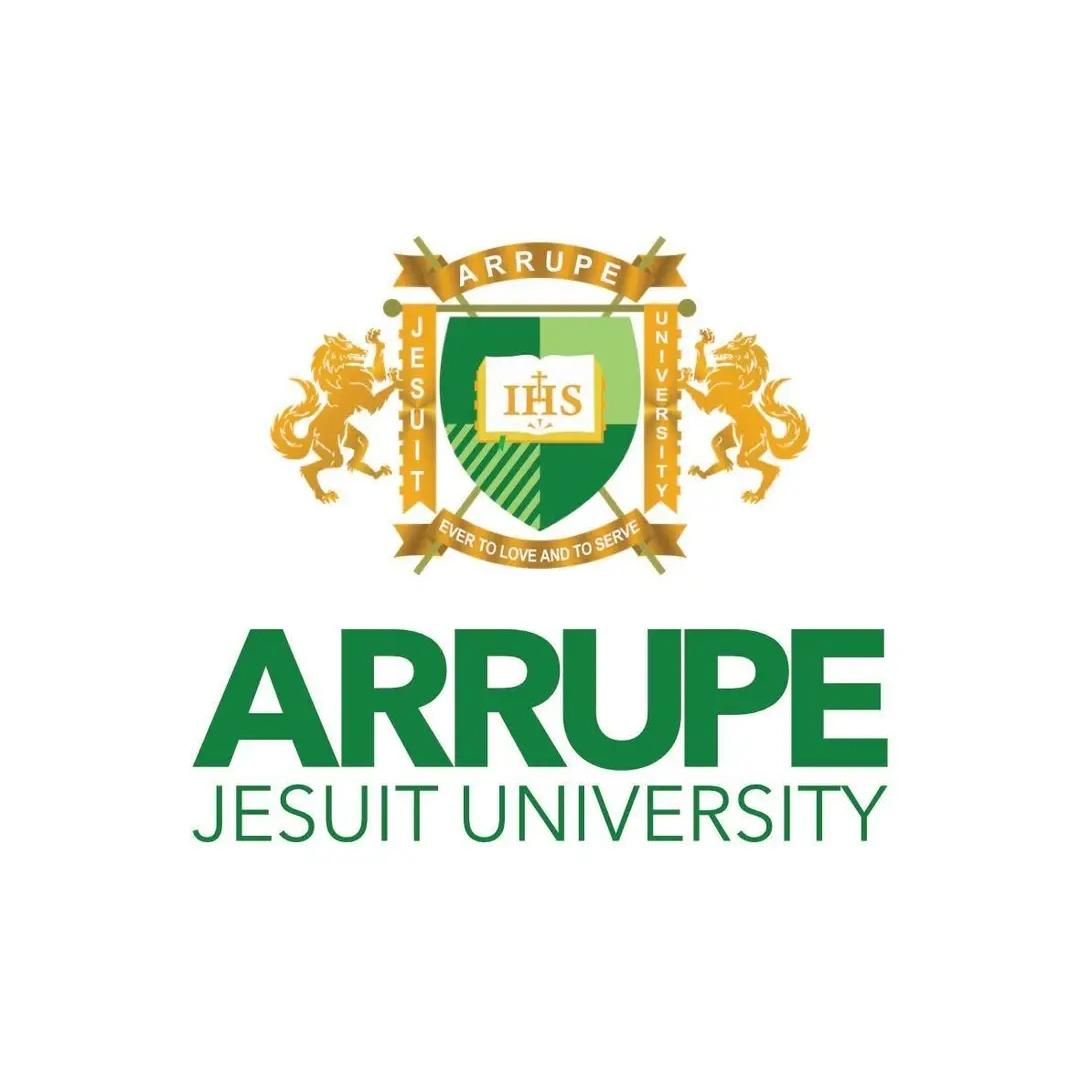 ARRUPE
JESUIT
UNIVERSITY
IHS
EVER TO LOVE AND TO SERVE
ARRUPE
JESUIT UNIVERSITY